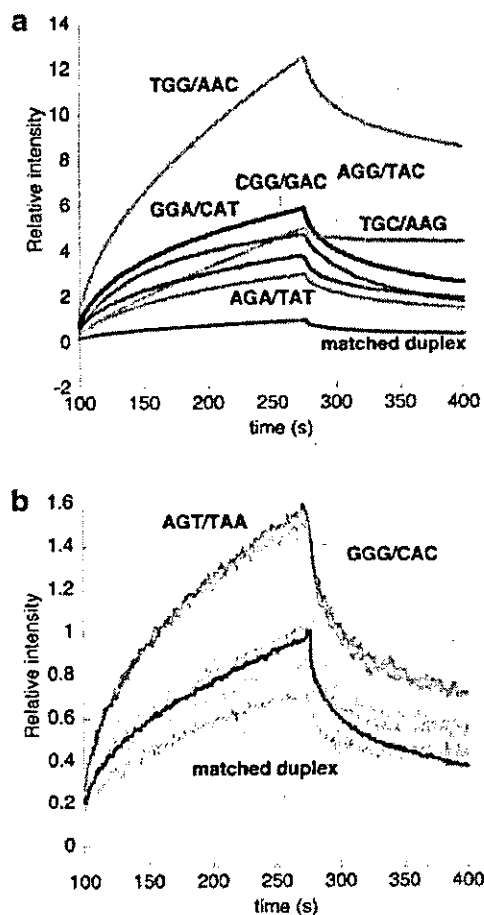 a
14
12
10
8
6
4
2
0
-2
Relative intensity
TGG/AAC
CGG/GAC
AGG/TAC
GGA/CAT
TGC/AAG
AGA/TAT
matched duplex
100 150 200 250 300 350 400
time (s)
b
1.6
1.4
1.2
1
0.8
0.6
0.4
0.2
0
Relative intensity
AGT/TAA
GGG/CAC
matched duplex
100 150 200 250 300 350 400
time (s)